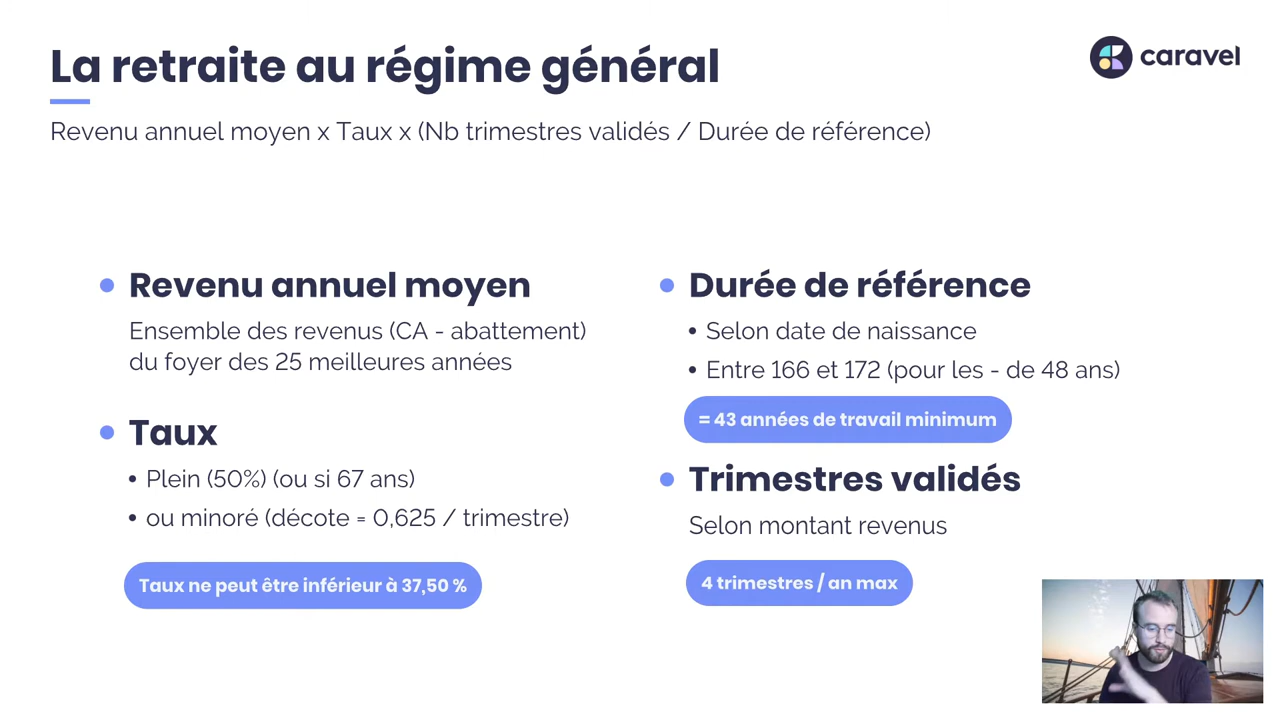 La retraite au régime général
caravel
Revenu annuel moyen x Taux x (Nb trimestres validés / Durée de référence)
Revenu annuel moyen
Ensemble des revenus (CA - abattement)
du foyer des 25 meilleures années
Taux
• Plein (50%) (ou si 67 ans)
• ou minoré (décote = 0,625 / trimestre)
Taux ne peut être inférieur à 37,50 %
Durée de référence
• Selon date de naissance
• Entre 166 et 172 (pour les - de 48 ans)
= 43 années de travail minimum
Trimestres validés
Selon montant revenus
4 trimestres / an max